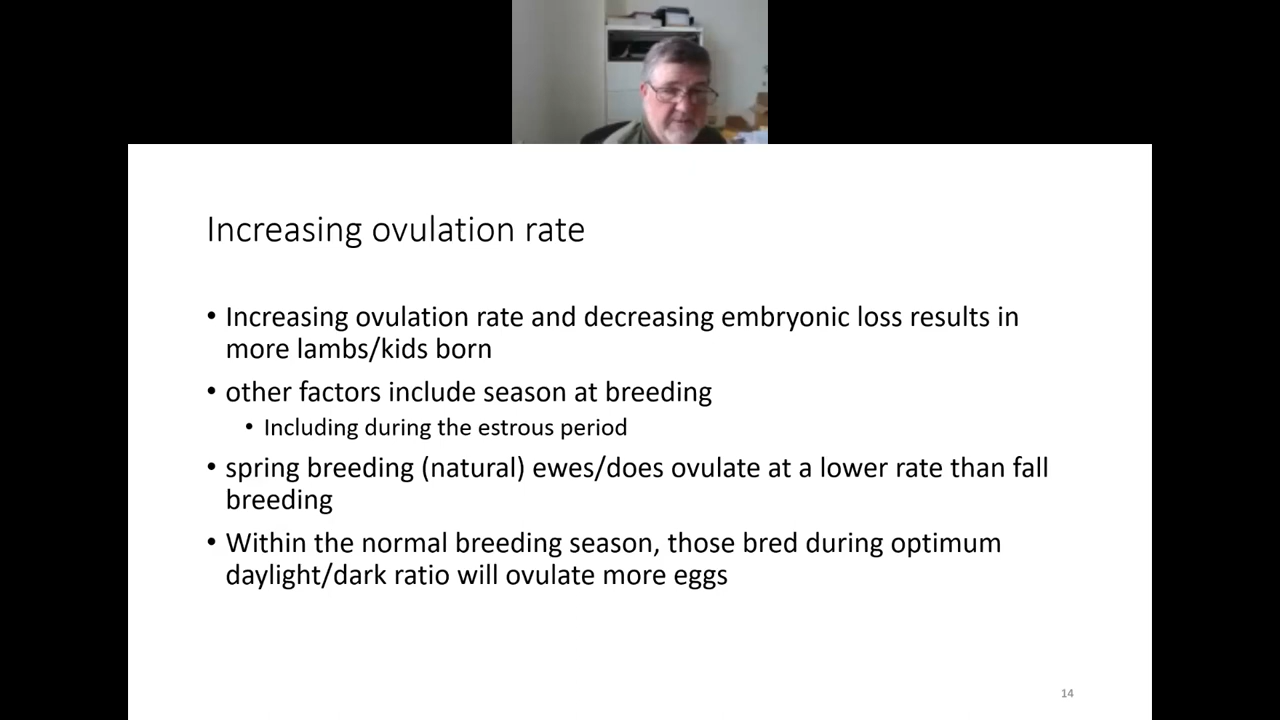 Increasing ovulation rate
• Increasing ovulation rate and decreasing embryonic loss results in
more lambs/kids born
• other factors include season at breeding
• Including during the estrous period
• spring breeding (natural) ewes/does ovulate at a lower rate than fall
breeding
• Within the normal breeding season, those bred during optimum
daylight/dark ratio will ovulate more eggs
14